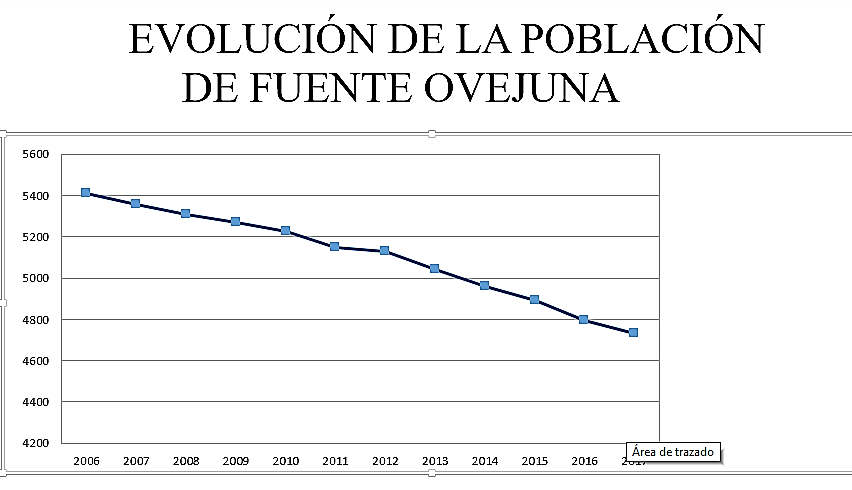 EVOLUCIÓN DE LA POBLACIÓN
DE FUENTE OVEJUNA
5600
5400
5200
5000
4800
4600
4400
4200
2006 2007 2008 2009 2010 2011 2012 2013 2014 2015 2016
Área de trazado